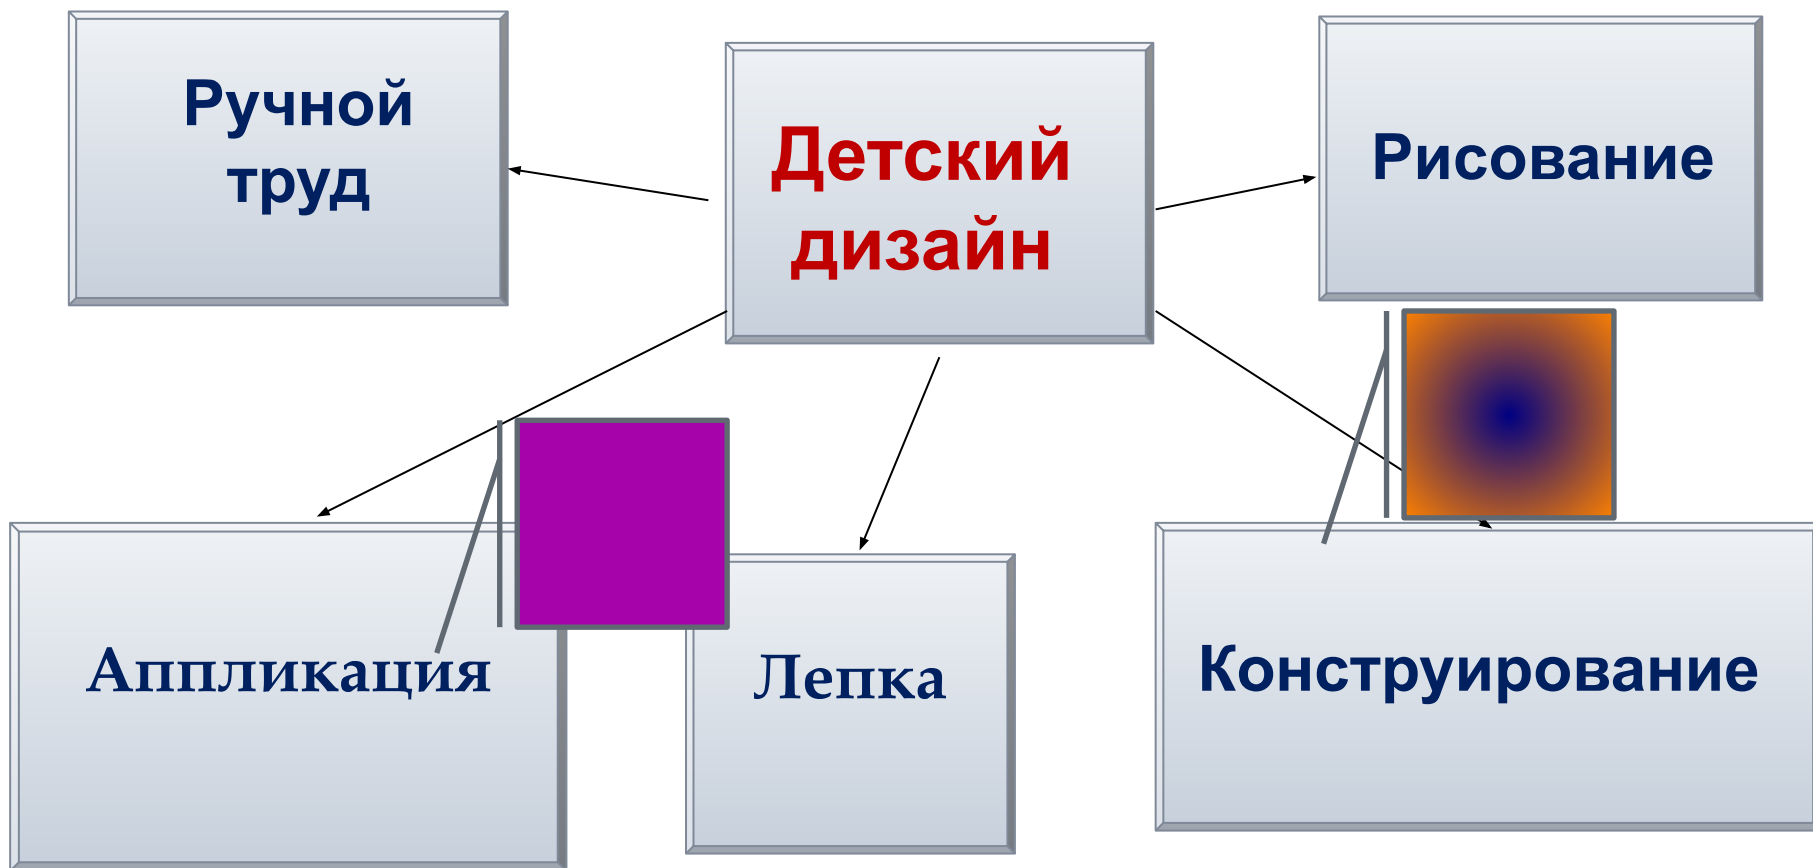 Ручной
труд
Детский
дизайн
Рисование
Аппликация
Лепка
Конструирование